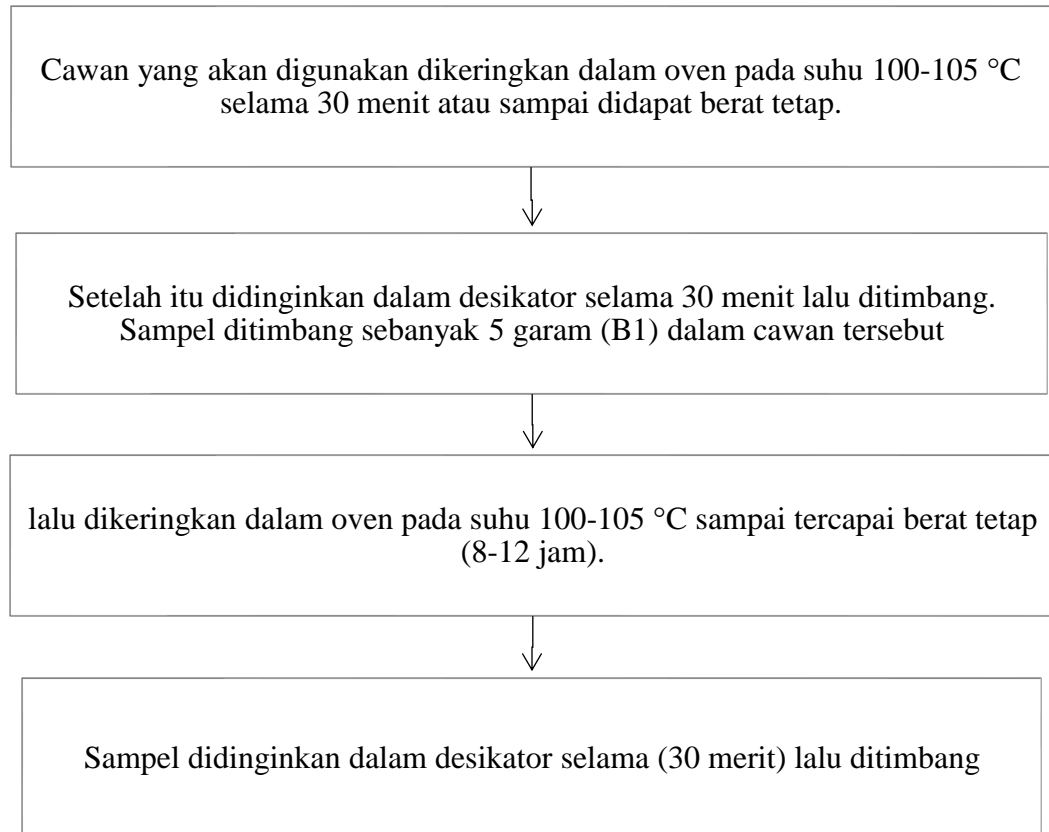 Cawan yang akan digunakan dikeringkan dalam oven pada suhu 100-105 °C
selama 30 menit atau sampai didapat berat tetap.
Setelah itu didinginkan dalam desikator selama 30 menit lalu ditimbang.
Sampel ditimbang sebanyak 5 garam (B1) dalam cawan tersebut
lalu dikeringkan dalam oven pada suhu 100-105 °C sampai tercapai berat tetap
(8-12 jam).
Sampel didinginkan dalam desikator selama (30 merit) lalu ditimbang